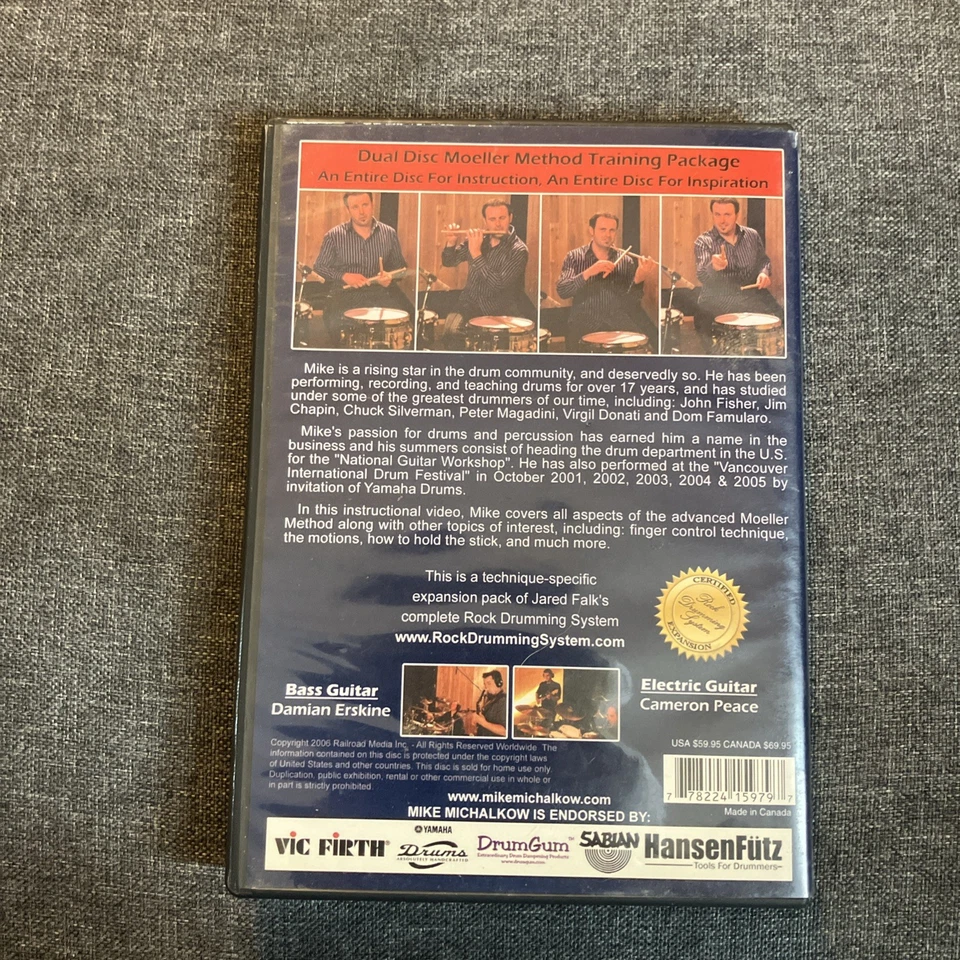 Dual Disc Moeller Method Training Package
An Entire Disc For Instruction, An Entire Disc For Inspiration
Mike is a rising star in the drum community, and deservedly so. He has been
performing, recording, and teaching drums for over 17 years, and has studied
under some of the greatest drummers of our time, including: John Fisher, Jim
Chapin, Chuck Silverman, Peter Magadini, Virgil Donati and Dom Famularo.
Mike's passion for drums and percussion has earned him a name in the
business and his summers consist of heading the drum department in the U.S.
for the "National Guitar Workshop". He has also performed at the "Vancouver
International Drum Festival" in October 2001, 2002, 2003, 2004 & 2005 by
invitation of Yamaha Drums.
In this instructional video, Mike covers all aspects of the advanced Moeller
Method along with other topics of interest, including: finger control technique,
the motions, how to hold the stick, and much more.
This is a technique-specific
expansion pack of Jared Falk's
complete Rock Drumming System
www.RockDrummingSystem.com
CERTIFIED
Rock
Drumming
System
EXPANSION
Bass Guitar
Damian Erskine
Electric Guitar
Cameron Peace
Copyright 2006 Railroad Media Inc. - All Rights Reserved Worldwide The
information contained on this disc is protected under the copyright laws
of United States and other countries. This disc is sold for home use only.
Duplication, public exhibition, rental or other commercial use in whole or
in part is strictly prohibited.
USA $59.95 CANADA $69.95
7 78224 15979 7
Made in Canada
www.mikemichalkow.com
MIKE MICHALKOW IS ENDORSED BY:
VIC FIRTH®
YAMAHA
Drums
ABSOLUTELY HANDCRAFTED
DrumGum™
Extraordinary Drum Dampening Products
www.drumgum.com
SABIAN
HansenFütz
Tools For Drummers